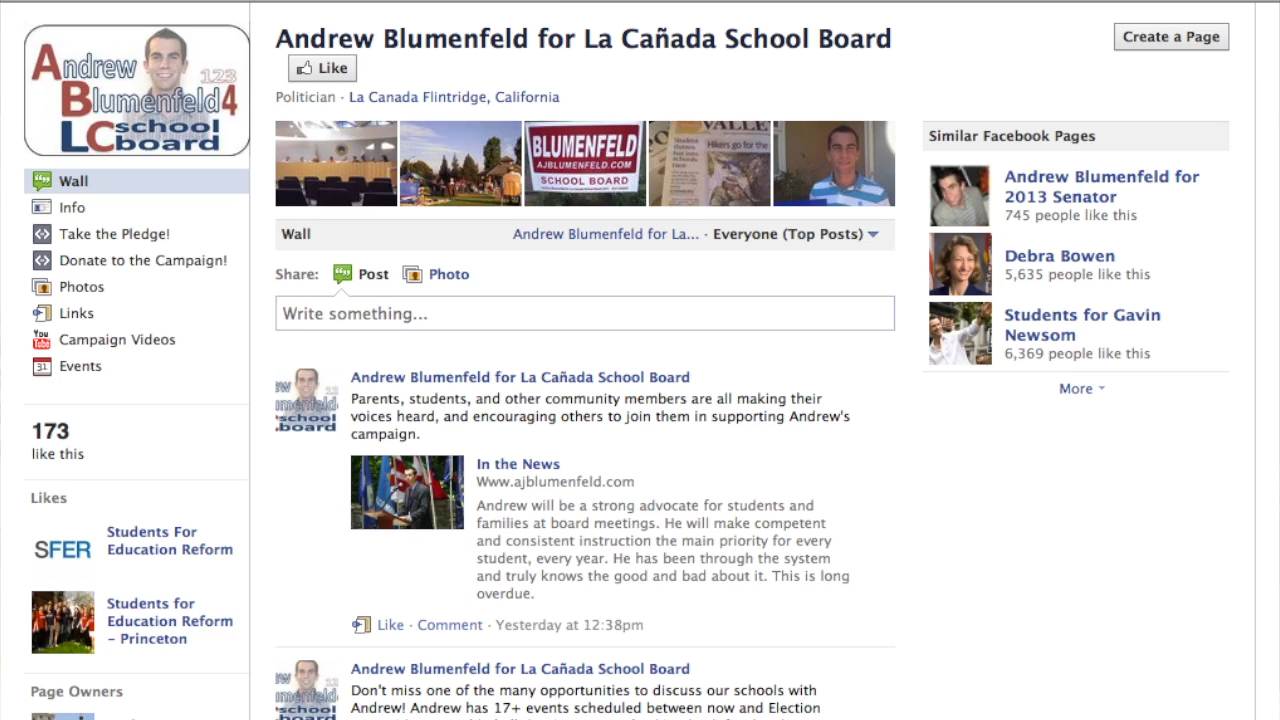 Andrew
123
Blumenfeld4
LCschool
board
Wall
Info
Take the Pledge!
Donate to the Campaign!
Photos
Links
You
Tube
Campaign Videos
31
Events
173
like this
Likes
SFER
Students For
Education Reform
Students for
Education Reform
– Princeton
Page Owners
Andrew Blumenfeld for La Cañada School Board
Like
Politician · La Canada Flintridge, California
BLUMENFELD
AJBLUMENFELD.COM
SCHOOL BOARD
VALLE
Hikers go for the
Wall
Andrew Blumenfeld for La... · Everyone (Top Posts)
Share:
Post
Photo
Write something...
Andrew Blumenfeld for La Cañada School Board
Parents, students, and other community members are all making their
voices heard, and encouraging others to join them in supporting Andrew's
campaign.
In the News
Www.ajblumenfeld.com
Andrew will be a strong advocate for students and
families at board meetings. He will make competent
and consistent instruction the main priority for every
student, every year. He has been through the system
and truly knows the good and bad about it. This is long
overdue.
Like · Comment · Yesterday at 12:38pm
Andrew Blumenfeld for La Cañada School Board
Don't miss one of the many opportunities to discuss our schools with
Andrew! Andrew has 17+ events scheduled between now and Election
Create a Page
Similar Facebook Pages
Andrew Blumenfeld for
2013 Senator
745 people like this
Debra Bowen
5,635 people like this
Students for Gavin
Newsom
6,369 people like this
More